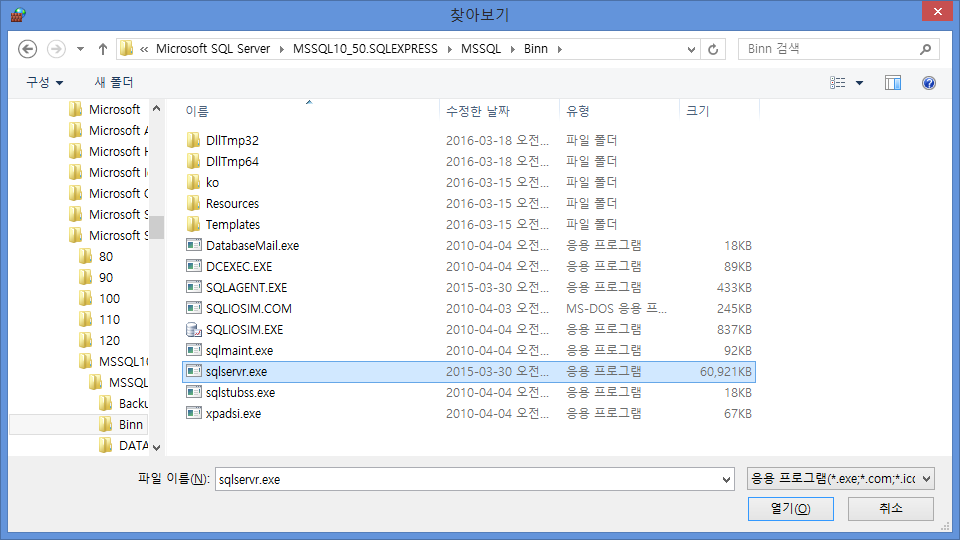 찾아보기
« Microsoft SQL Server MSSQL10_50.SQLEXPRESS MSSQL Binn
Binn 검색
구성 새 폴더
Microsoft
Microsoft A
Microsoft
Microsoft
Microsoft
Microsoft S
Microsoft S
80
90
100
110
120
MSSQL10
MSSQL
Backu
Binn
DATA
이름 수정한 날짜 유형 크기
DllTmp32 2016-03-18 오전... 파일 폴더
DllTmp64 2016-03-18 오전... 파일 폴더
ko 2016-03-15 오전... 파일 폴더
Resources 2016-03-15 오전... 파일 폴더
Templates 2016-03-15 오전... 파일 폴더
DatabaseMail.exe 2010-04-04 오전... 응용 프로그램 18KB
DCEXEC.EXE 2010-04-04 오전... 응용 프로그램 89KB
SQLAGENT.EXE 2015-03-30 오전... 응용 프로그램 433KB
SQLIOSIM.COM 2010-04-03 오전... MS-DOS 응용 프... 245KB
SQLIOSIM.EXE 2010-04-04 오전... 응용 프로그램 837KB
sqlmaint.exe 2010-04-04 오전... 응용 프로그램 92KB
sqlservr.exe 2015-03-30 오전... 응용 프로그램 60,921KB
sqlstubss.exe 2010-04-04 오전... 응용 프로그램 18KB
xpadsi.exe 2010-04-04 오전... 응용 프로그램 67KB
파일 이름(N): sqlservr.exe 응용 프로그램(*.exe;*.com;*.icc
열기(O) 취소